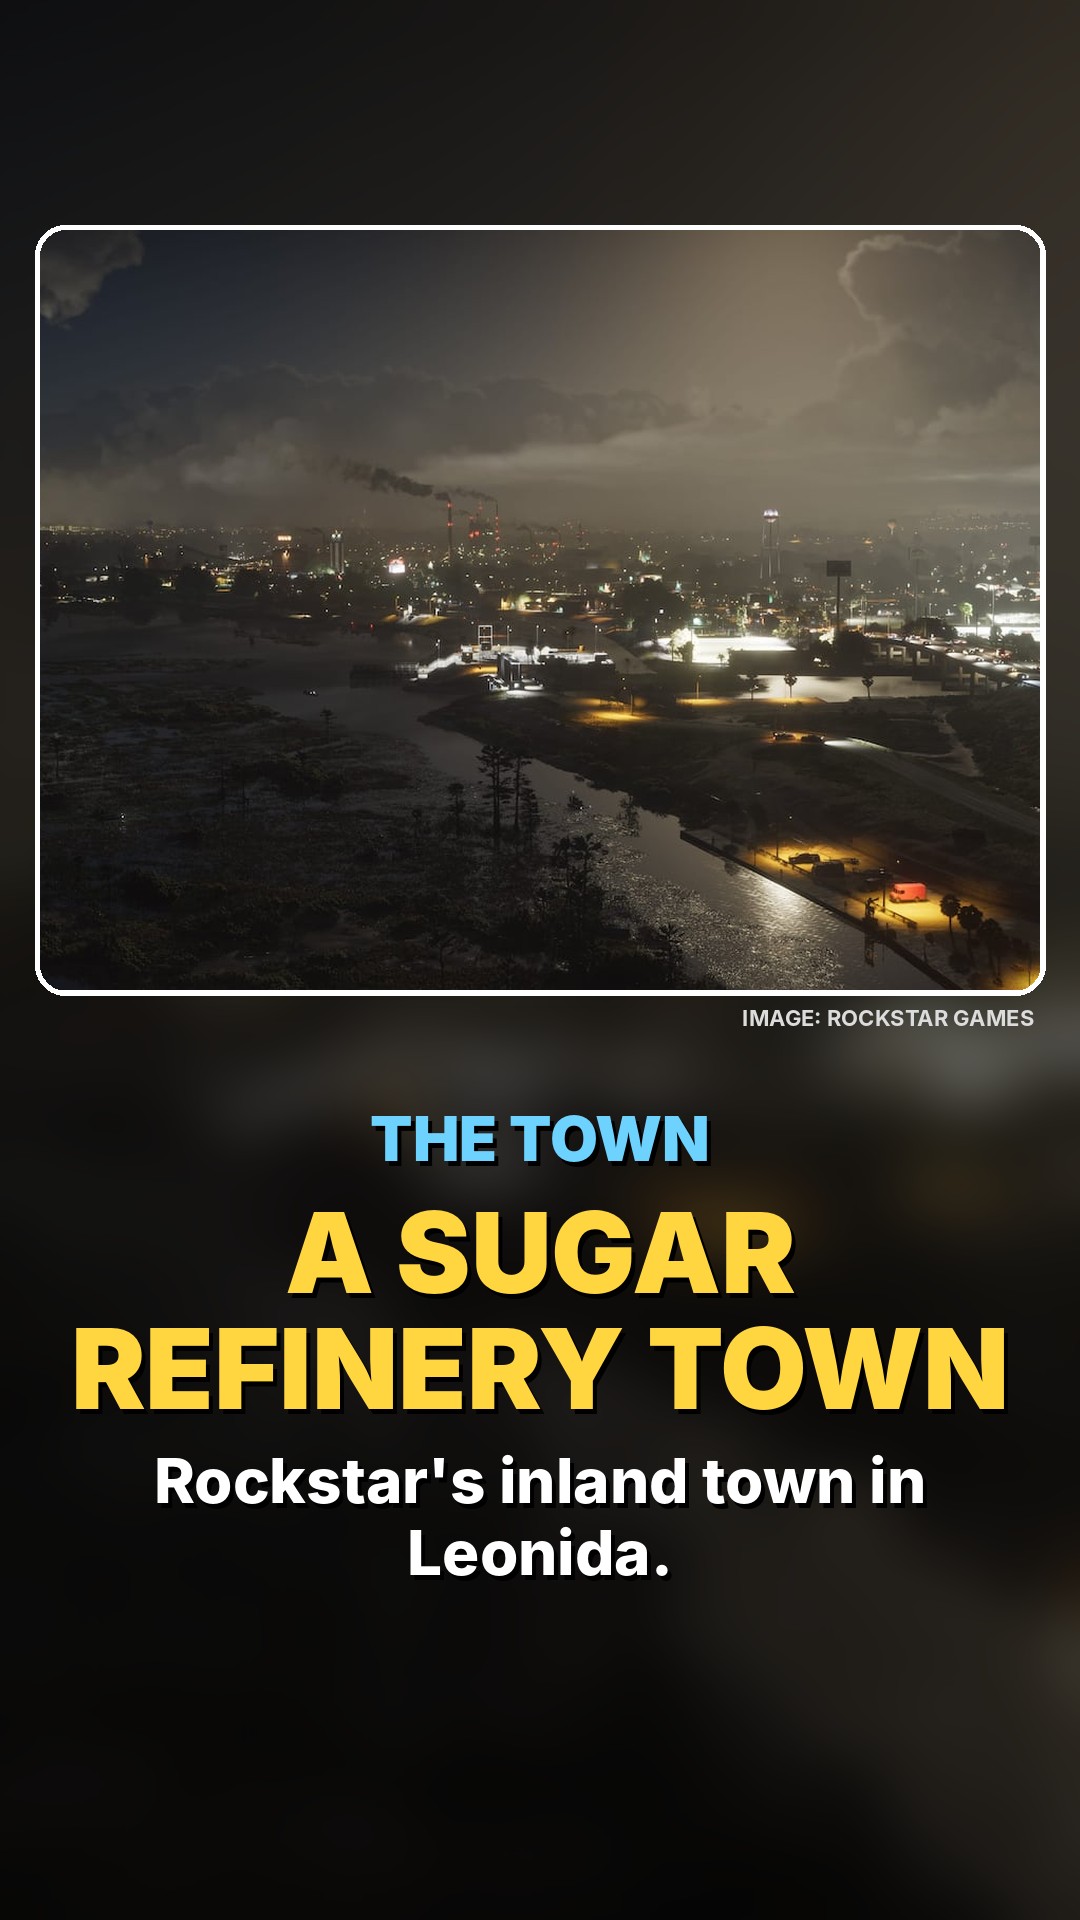 IMAGE: ROCKSTAR GAMES
THE TOWN
A SUGAR
REFINERY TOWN
Rockstar's inland town in
Leonida.